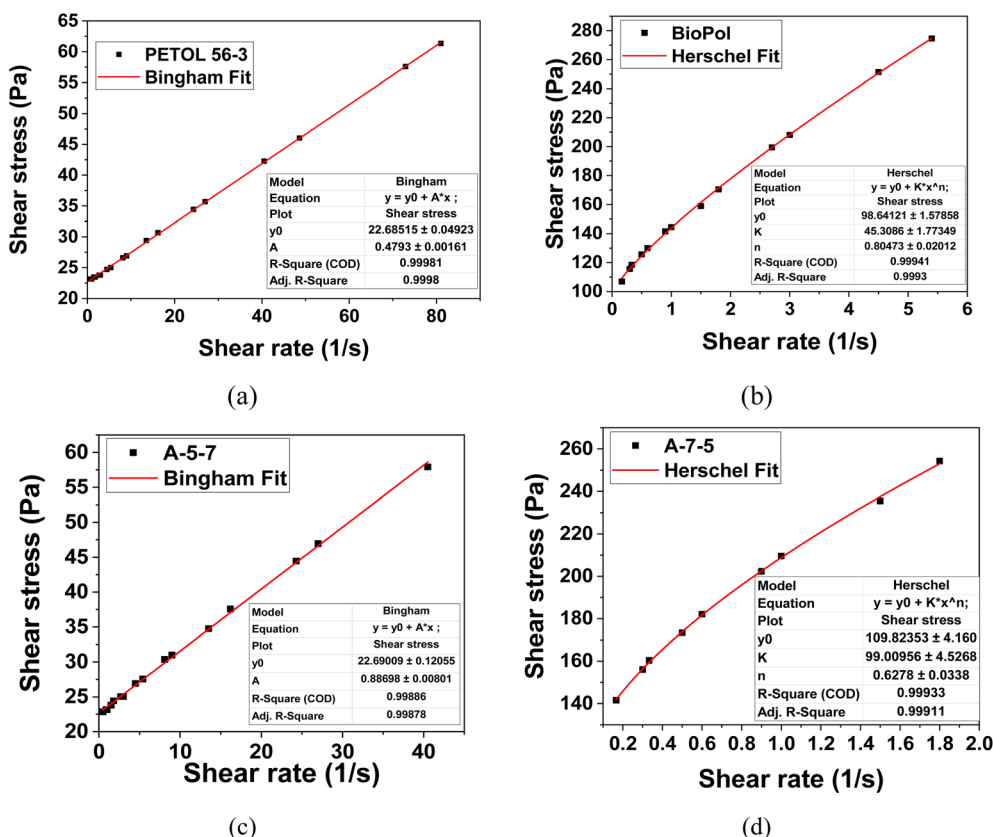 65
60
55
50
45
40
35
30
25
20
Shear stress (Pa)
PETOL 56-3
Bingham Fit
Model Bingham
Equation y = y0 + A*x ;
Plot Shear stress
y0 22.68515 ± 0.04923
A 0.4793 ± 0.00161
R-Square (COD) 0.99981
Adj. R-Square 0.9998
0 20 40 60 80
Shear rate (1/s)
(a)
280
260
240
220
200
180
160
140
120
100
Shear stress (Pa)
BioPol
Herschel Fit
Model Herschel
Equation y = y0 + K*x^n;
Plot Shear stress
y0 98.64121 ± 1.57858
K 45.3086 ± 1.77349
n 0.80473 ± 0.02012
R-Square (COD) 0.99941
Adj. R-Square 0.9993
0 1 2 3 4 5 6
Shear rate (1/s)
(b)
60
55
50
45
40
35
30
25
20
Shear stress (Pa)
A-5-7
Bingham Fit
Model Bingham
Equation y = y0 + A*x ;
Plot Shear stress
y0 22.69009 ± 0.12055
A 0.88698 ± 0.00801
R-Square (COD) 0.99886
Adj. R-Square 0.99878
0 10 20 30 40
Shear rate (1/s)
(c)
260
240
220
200
180
160
140
Shear stress (Pa)
A-7-5
Herschel Fit
Model Herschel
Equation y = y0 + K*x^n;
Plot Shear stress
y0 109.82353 ± 4.160
K 99.00956 ± 4.5268
n 0.6278 ± 0.0338
R-Square (COD) 0.99933
Adj. R-Square 0.99911
0.2 0.4 0.6 0.8 1.0 1.2 1.4 1.6 1.8 2.0
Shear rate (1/s)
(d)